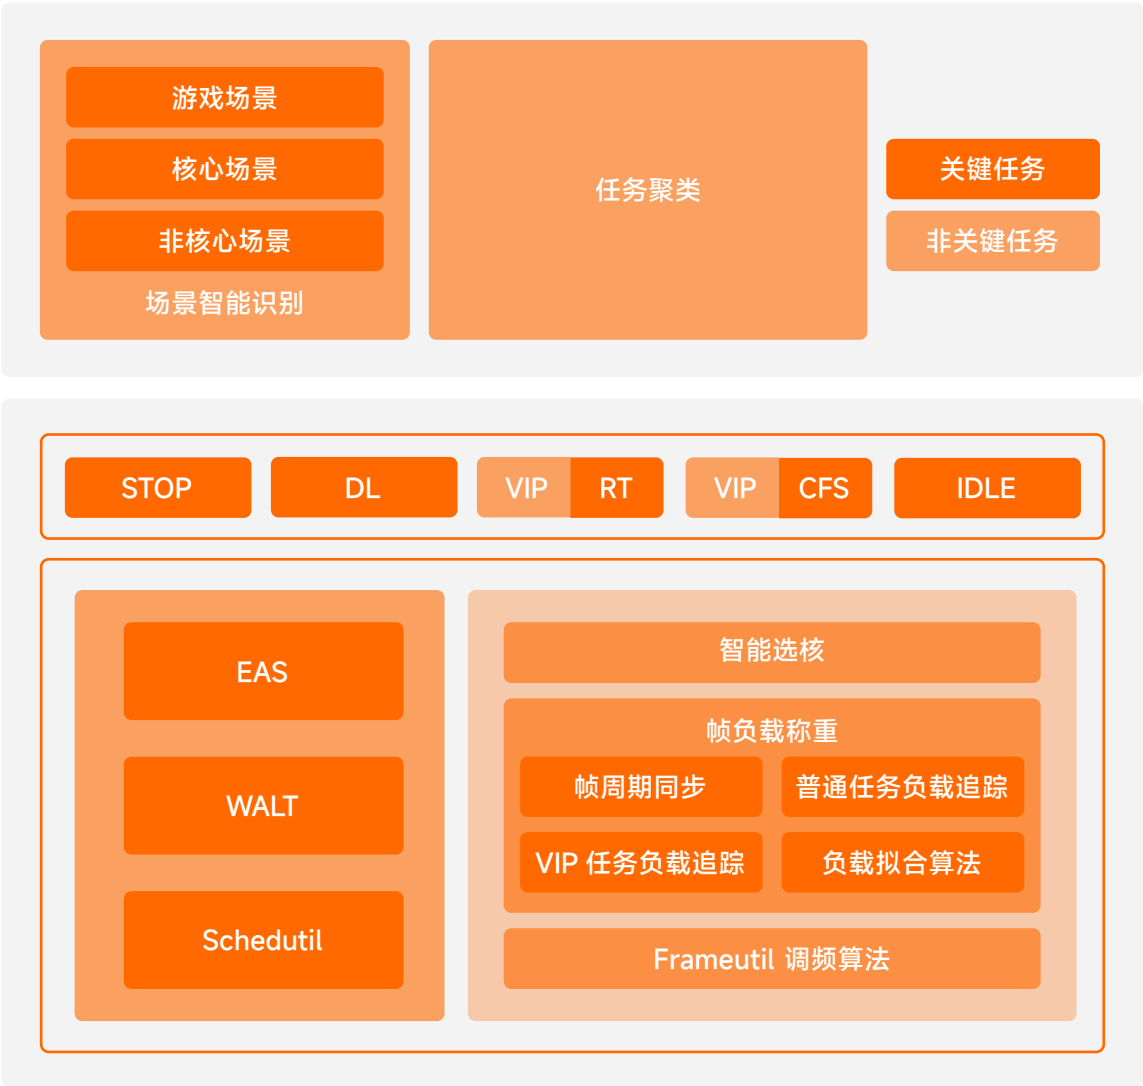 游戏场景
核心场景
非核心场景
场景智能识别
任务聚类
关键任务
非关键任务
STOP
DL
VIP
RT
VIP
CFS
IDLE
EAS
WALT
Schedutil
智能选核
帧负载称重
帧周期同步
普通任务负载追踪
VIP 任务负载追踪
负载拟合算法
Frameutil 调频算法